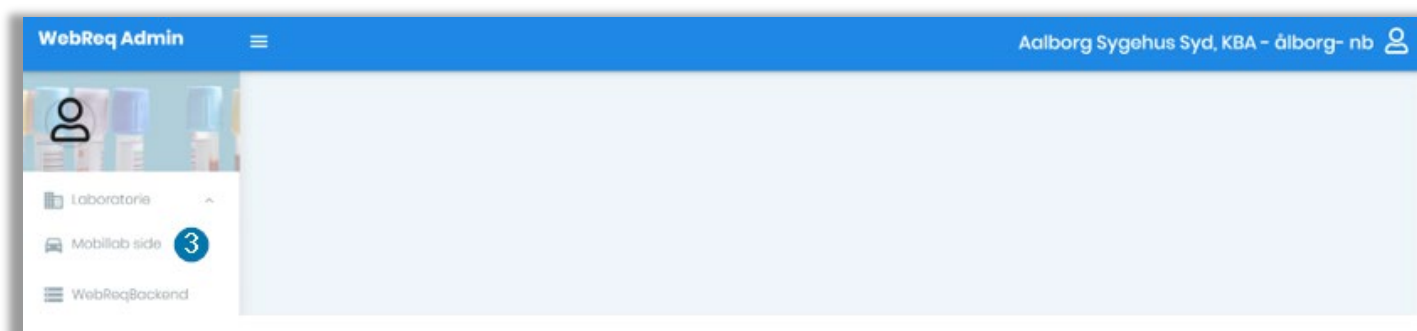 WebReq Admin
Aalborg Sygehus Syd, KBA - ålborg- nb
Laboratorie
Mobillab side 3
WebReqBackend